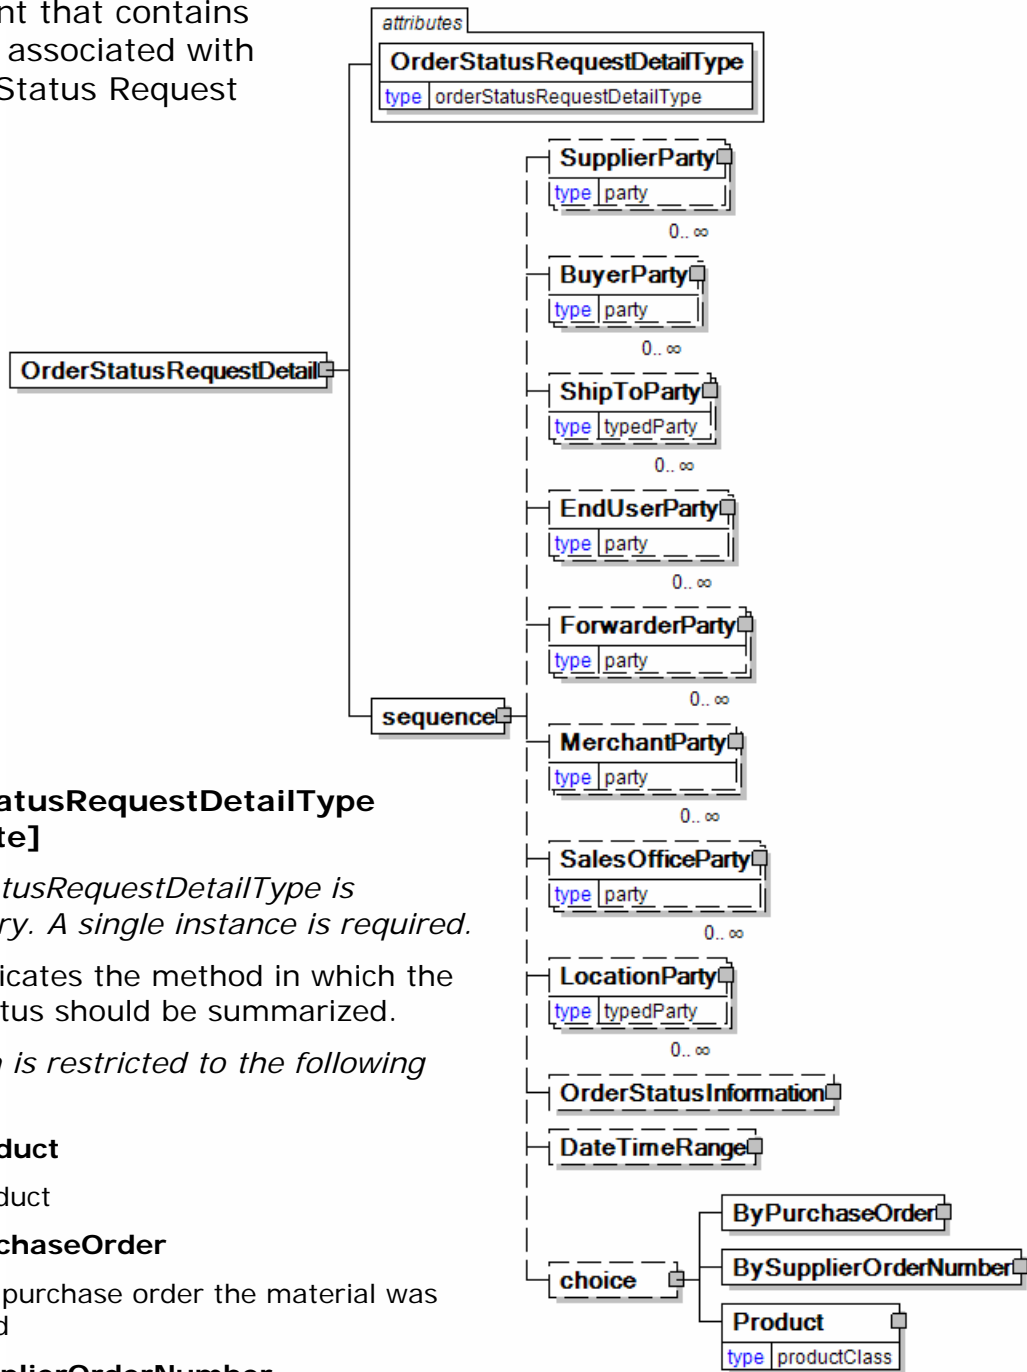 nt that contains
associated with
Status Request
attributes
OrderStatusRequestDetailType
type orderStatusRequestDetailType
SupplierParty
type party
0.. ∞
BuyerParty
type party
0.. ∞
OrderStatusRequestDetail
ShipToParty
type typedParty
0.. ∞
EndUserParty
type party
0.. ∞
ForwarderParty
type party
0.. ∞
sequence
MerchantParty
type party
0.. ∞
SalesOfficeParty
type party
0.. ∞
LocationParty
type typedParty
0.. ∞
OrderStatusInformation
DateTimeRange
choice
ByPurchaseOrder
BySupplierOrderNumber
Product
type productClass
atusRequestDetailType
te]
tusRequestDetailType is
ry. A single instance is required.
dicates the method in which the
tus should be summarized.
is restricted to the following
duct
duct
chaseOrder
purchase order the material was
d
plierOrderNumber